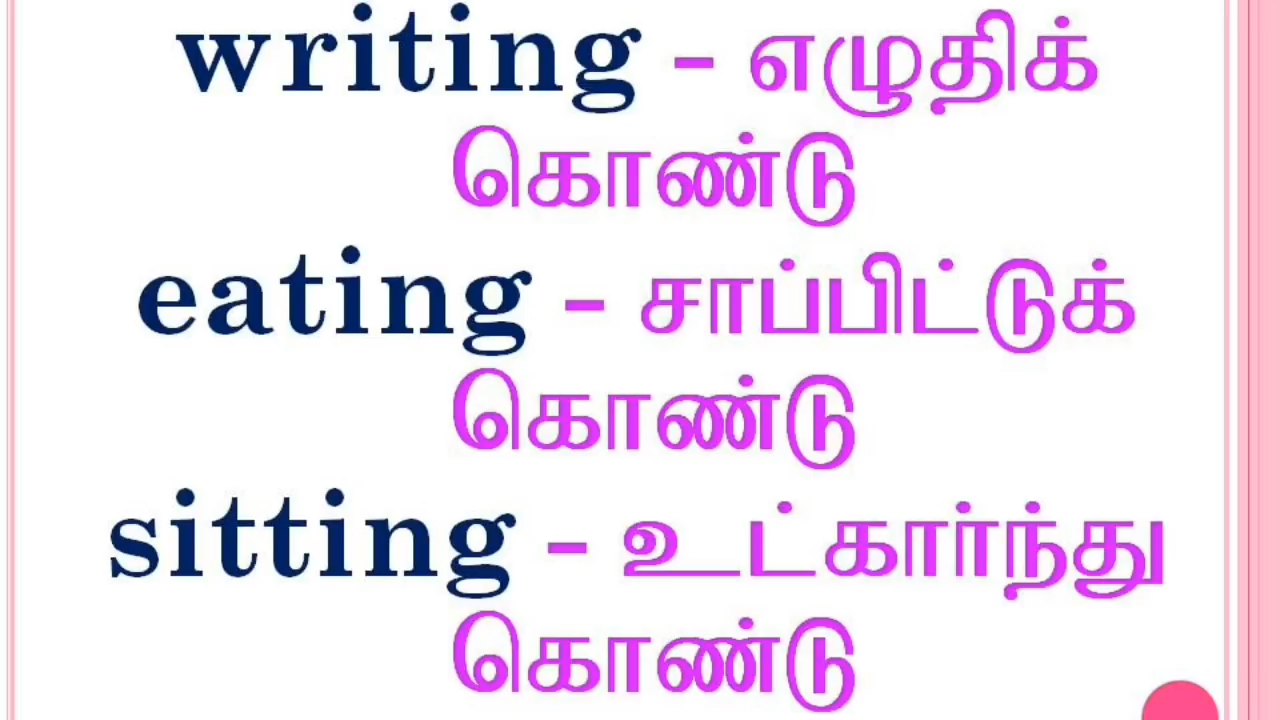 writing - எழுதிக்
கொண்டு
eating - சாப்பிட்டுக்
கொண்டு
sitting - உட்கார்ந்து
கொண்டு